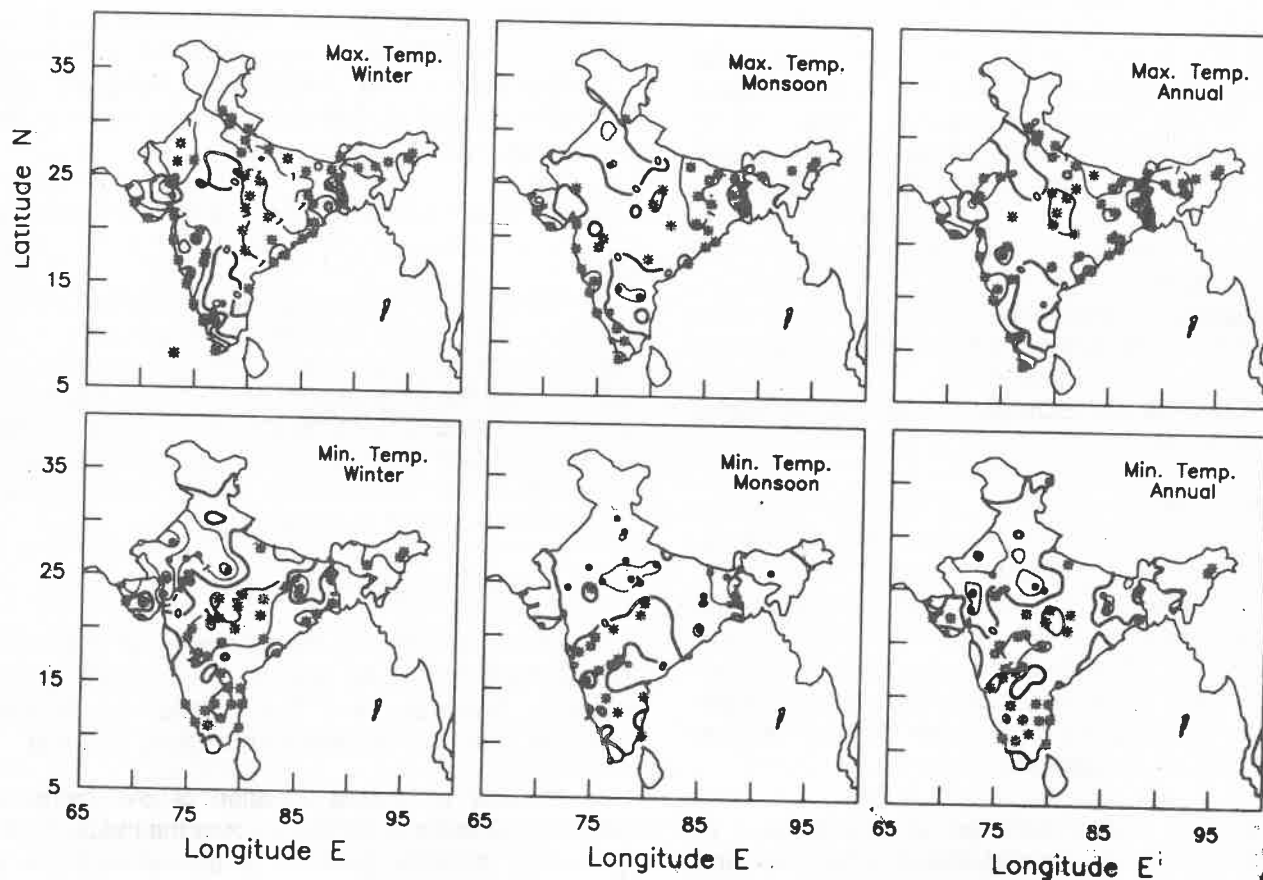 Max. Temp.
Winter
Max. Temp.
Monsoon
Max. Temp.
Annual
Latitude N
35
25
15
5
Min. Temp.
Winter
Min. Temp.
Monsoon
Min. Temp.
Annual
35
25
15
5
65 75 85 95
65 75 85 95
65 75 85 95
Longitude E
Longitude E
Longitude E